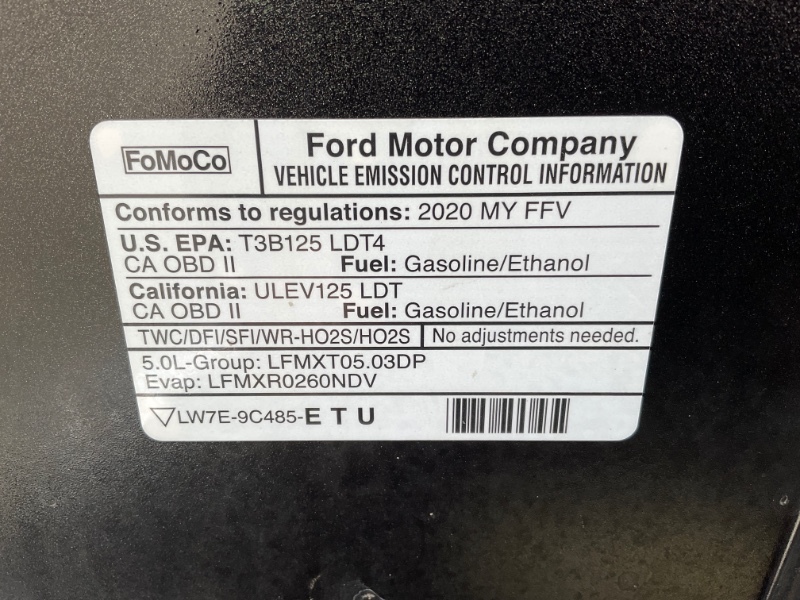 FoMoCo
Ford Motor Company
VEHICLE EMISSION CONTROL INFORMATION
Conforms to regulations: 2020 MY FFV
U.S. EPA: T3B125 LDT4
CA OBD II Fuel: Gasoline/Ethanol
California: ULEV125 LDT
CA OBD II Fuel: Gasoline/Ethanol
TWC/DFI/SFI/WR-HO2S/HO2S No adjustments needed.
5.0L-Group: LFMXT05.03DP
Evap: LFMXR0260NDV
LW7E-9C485-E T U